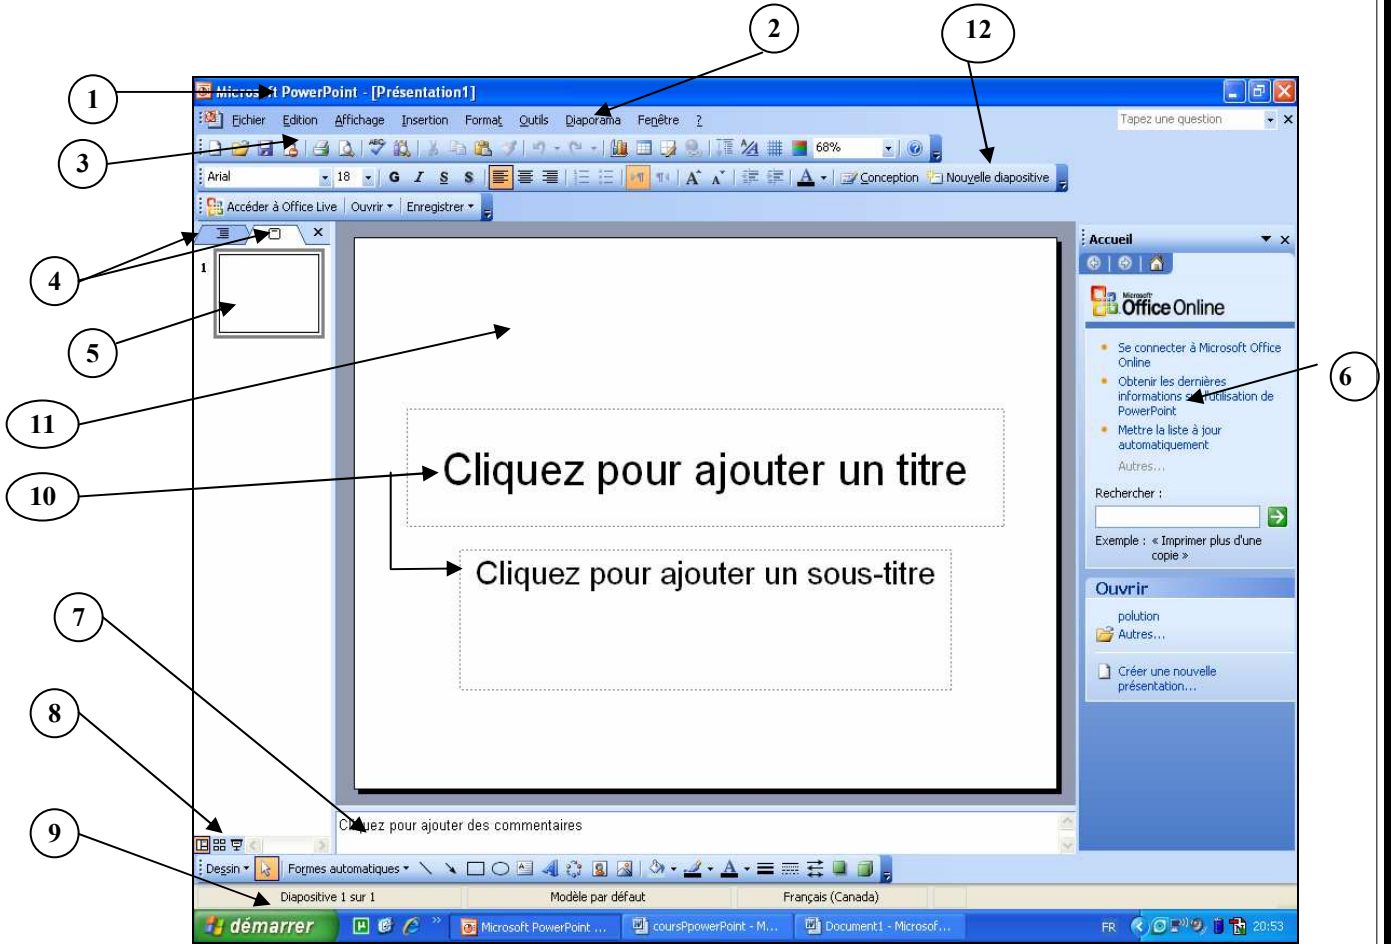 2
12
1
Microsoft PowerPoint - [Présentation1]
Fichier Edition Affichage Insertion Format Outils Diaporama Fenêtre ? Tapez une question
3
68%
Arial 18 G I S S Conception Nouvelle diapositive
Accéder à Office Live Ouvrir Enregistrer
4
1
5
11
10
Cliquez pour ajouter un titre
Cliquez pour ajouter un sous-titre
Accueil
Microsoft
Office Online
Se connecter à Microsoft Office
Online
Obtenir les dernières
informations sur l'utilisation de
PowerPoint
6
Mettre la liste à jour
automatiquement
Autres...
Rechercher :
Exemple : « Imprimer plus d'une
copie »
Ouvrir
polution
Autres...
Créer une nouvelle
présentation...
7
8
9
Cliquez pour ajouter des commentaires
Dessin Formes automatiques
Diapositive 1 sur 1 Modèle par défaut Français (Canada)
démarrer Microsoft PowerPoint ... coursPpowerPoint - M... Document1 - Microsof... FR 20:53